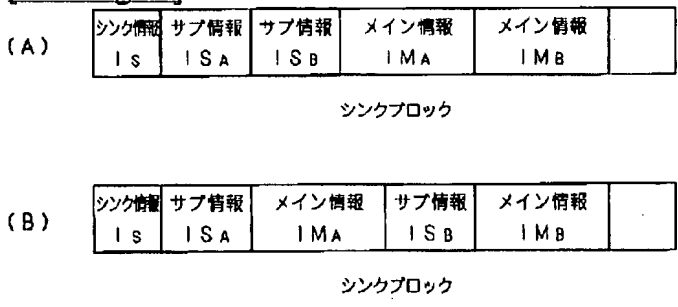 (A)
シンク情報 サブ情報 サブ情報 メイン情報 メイン情報
IS ISA ISB IMA IMB
シンクブロック
(B)
シンク情報 サブ情報 メイン情報 サブ情報 メイン情報
IS ISA IMA ISB IMB
シンクブロック